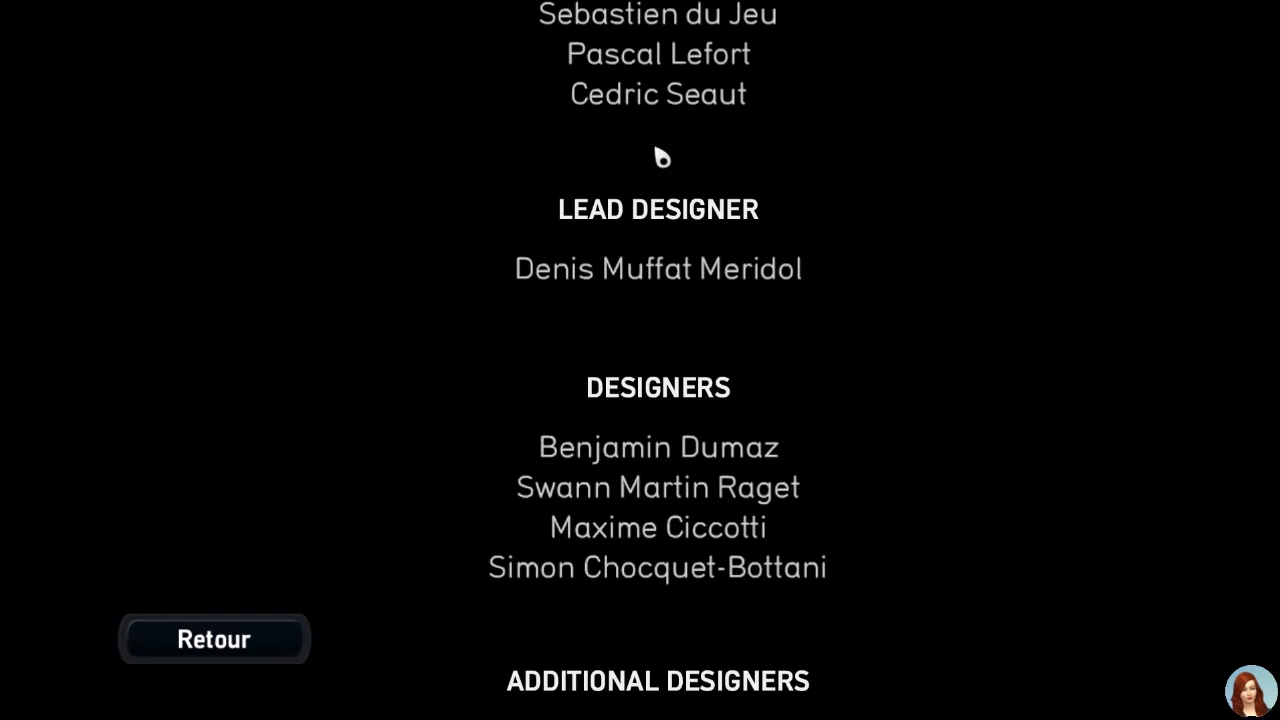 Sebastien du Jeu
Pascal Lefort
Cedric Seaut
LEAD DESIGNER
Denis Muffat Meridol
DESIGNERS
Benjamin Dumaz
Swann Martin Raget
Maxime Ciccotti
Simon Chocquet-Bottani
Retour
ADDITIONAL DESIGNERS